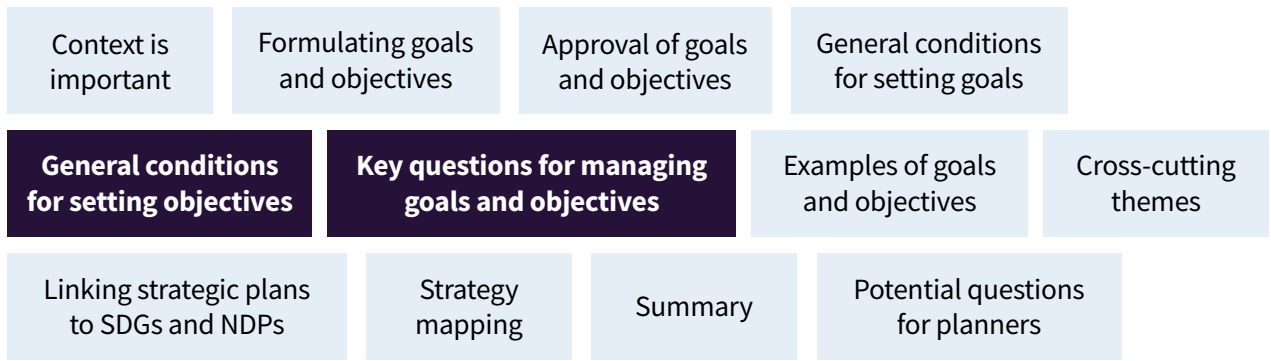 Context is
important
Formulating goals
and objectives
Approval of goals
and objectives
General conditions
for setting goals
General conditions
for setting objectives
Key questions for managing
goals and objectives
Examples of goals
and objectives
Cross-cutting
themes
Linking strategic plans
to SDGs and NDPs
Strategy
mapping
Summary
Potential questions
for planners